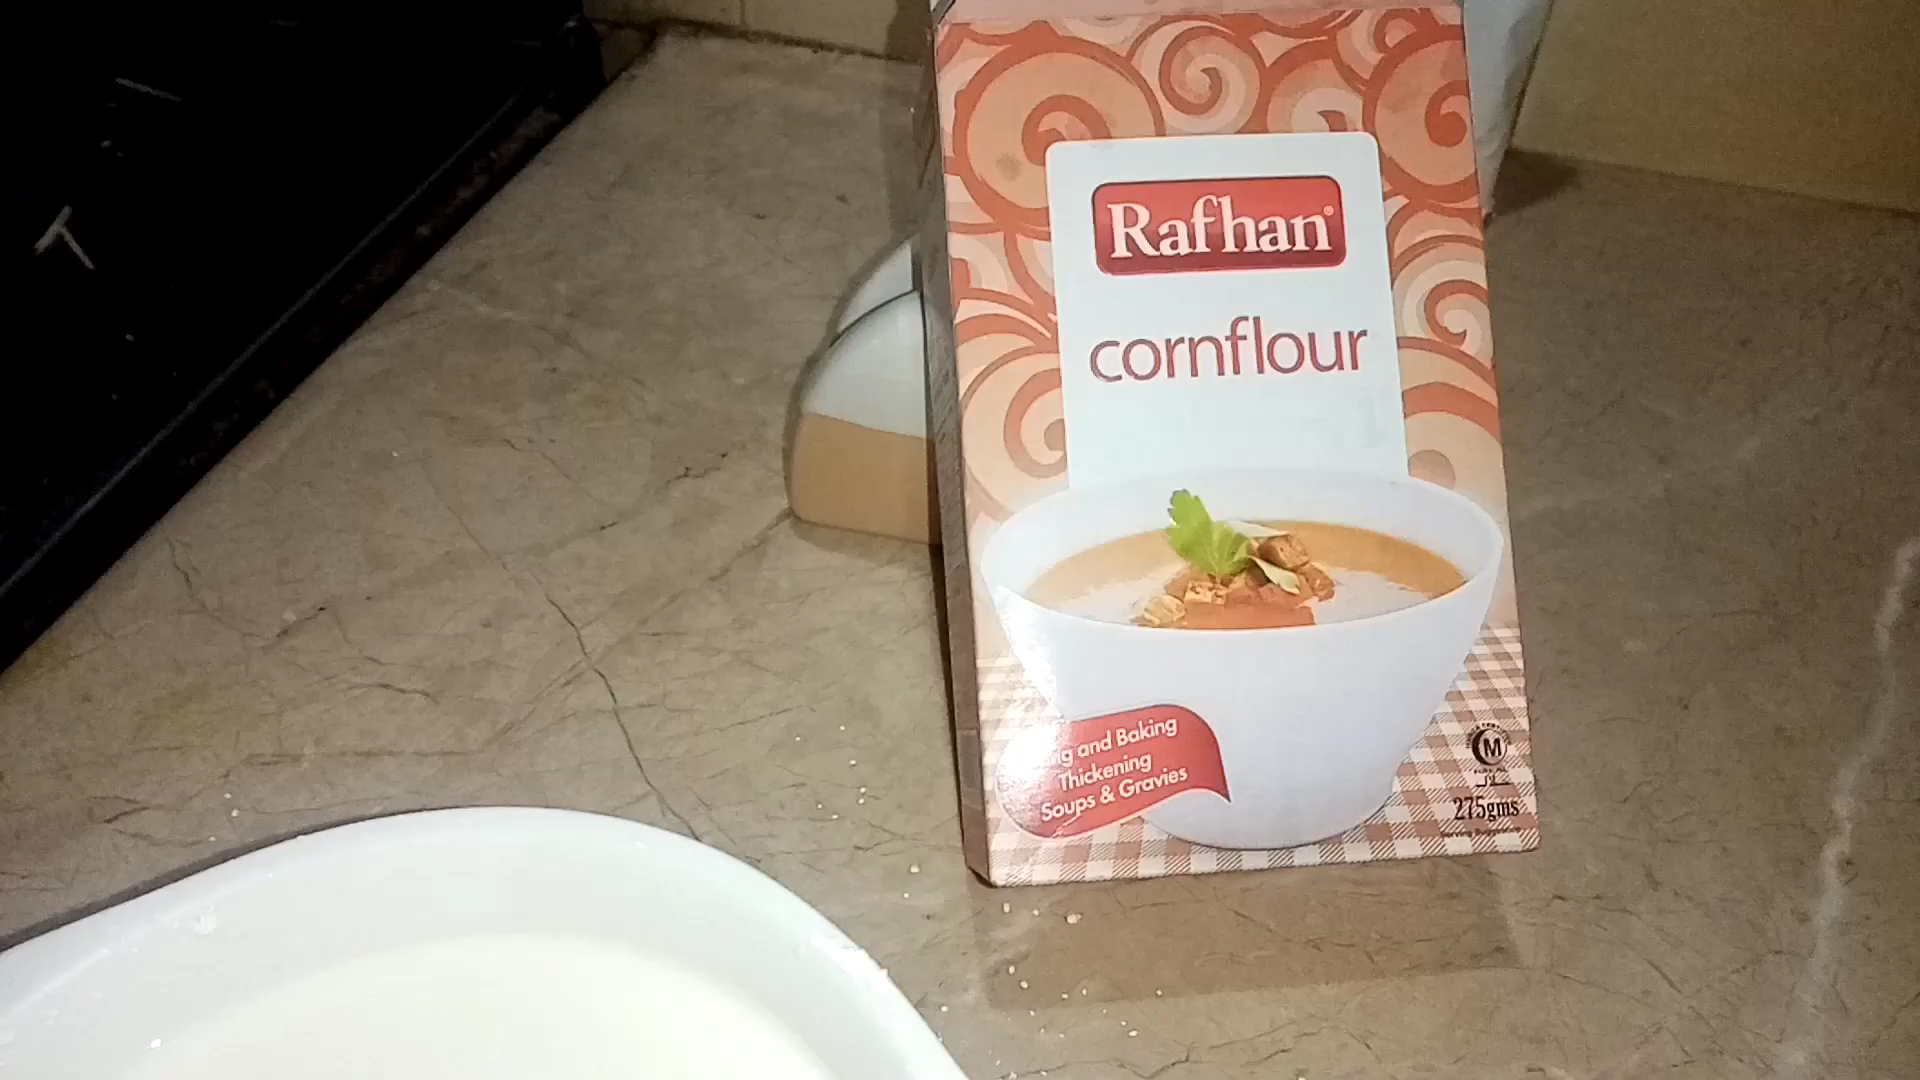 Rafhan®
cornflour
and Baking
Thickening
Soups & Gravies
M
275gms